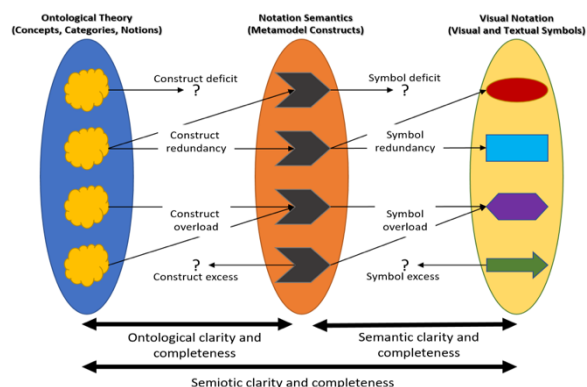 Ontological Theory
(Concepts, Categories, Notions)
Notation Semantics
(Metamodel Constructs)
Visual Notation
(Visual and Textual Symbols)
Construct deficit
?
Symbol deficit
?
Construct
redundancy
Symbol
redundancy
Construct
overload
Symbol
overload
?
Construct excess
?
Symbol excess
Ontological clarity and
completeness
Semantic clarity and
completeness
Semiotic clarity and completeness